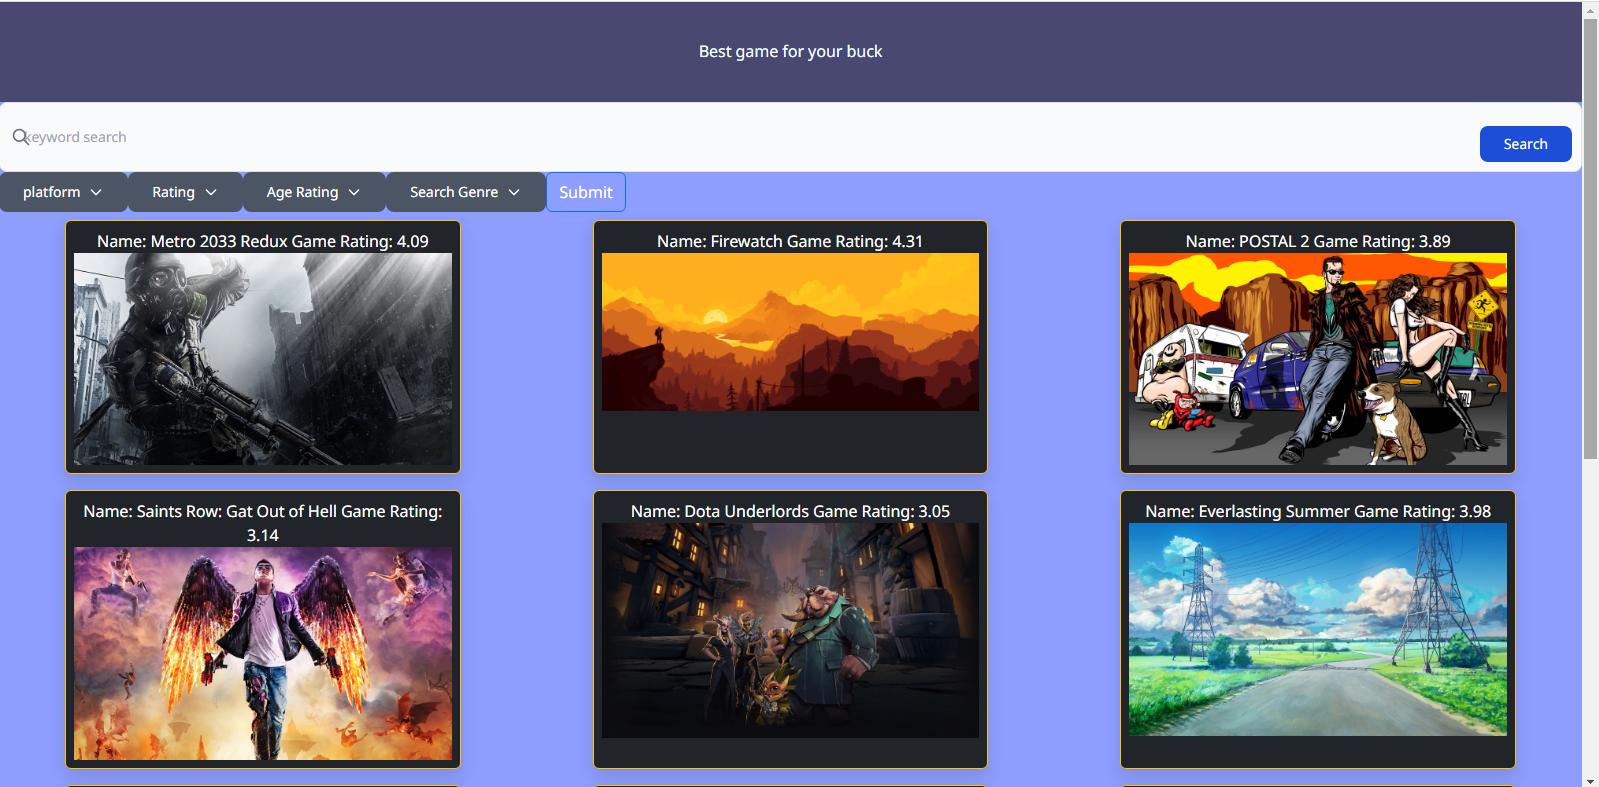 Best game for your buck
keyword search
Search
platform
Rating
Age Rating
Search Genre
Submit
Name: Metro 2033 Redux Game Rating: 4.09
Name: Firewatch Game Rating: 4.31
Name: POSTAL 2 Game Rating: 3.89
Name: Saints Row: Gat Out of Hell Game Rating:
3.14
Name: Dota Underlords Game Rating: 3.05
Name: Everlasting Summer Game Rating: 3.98